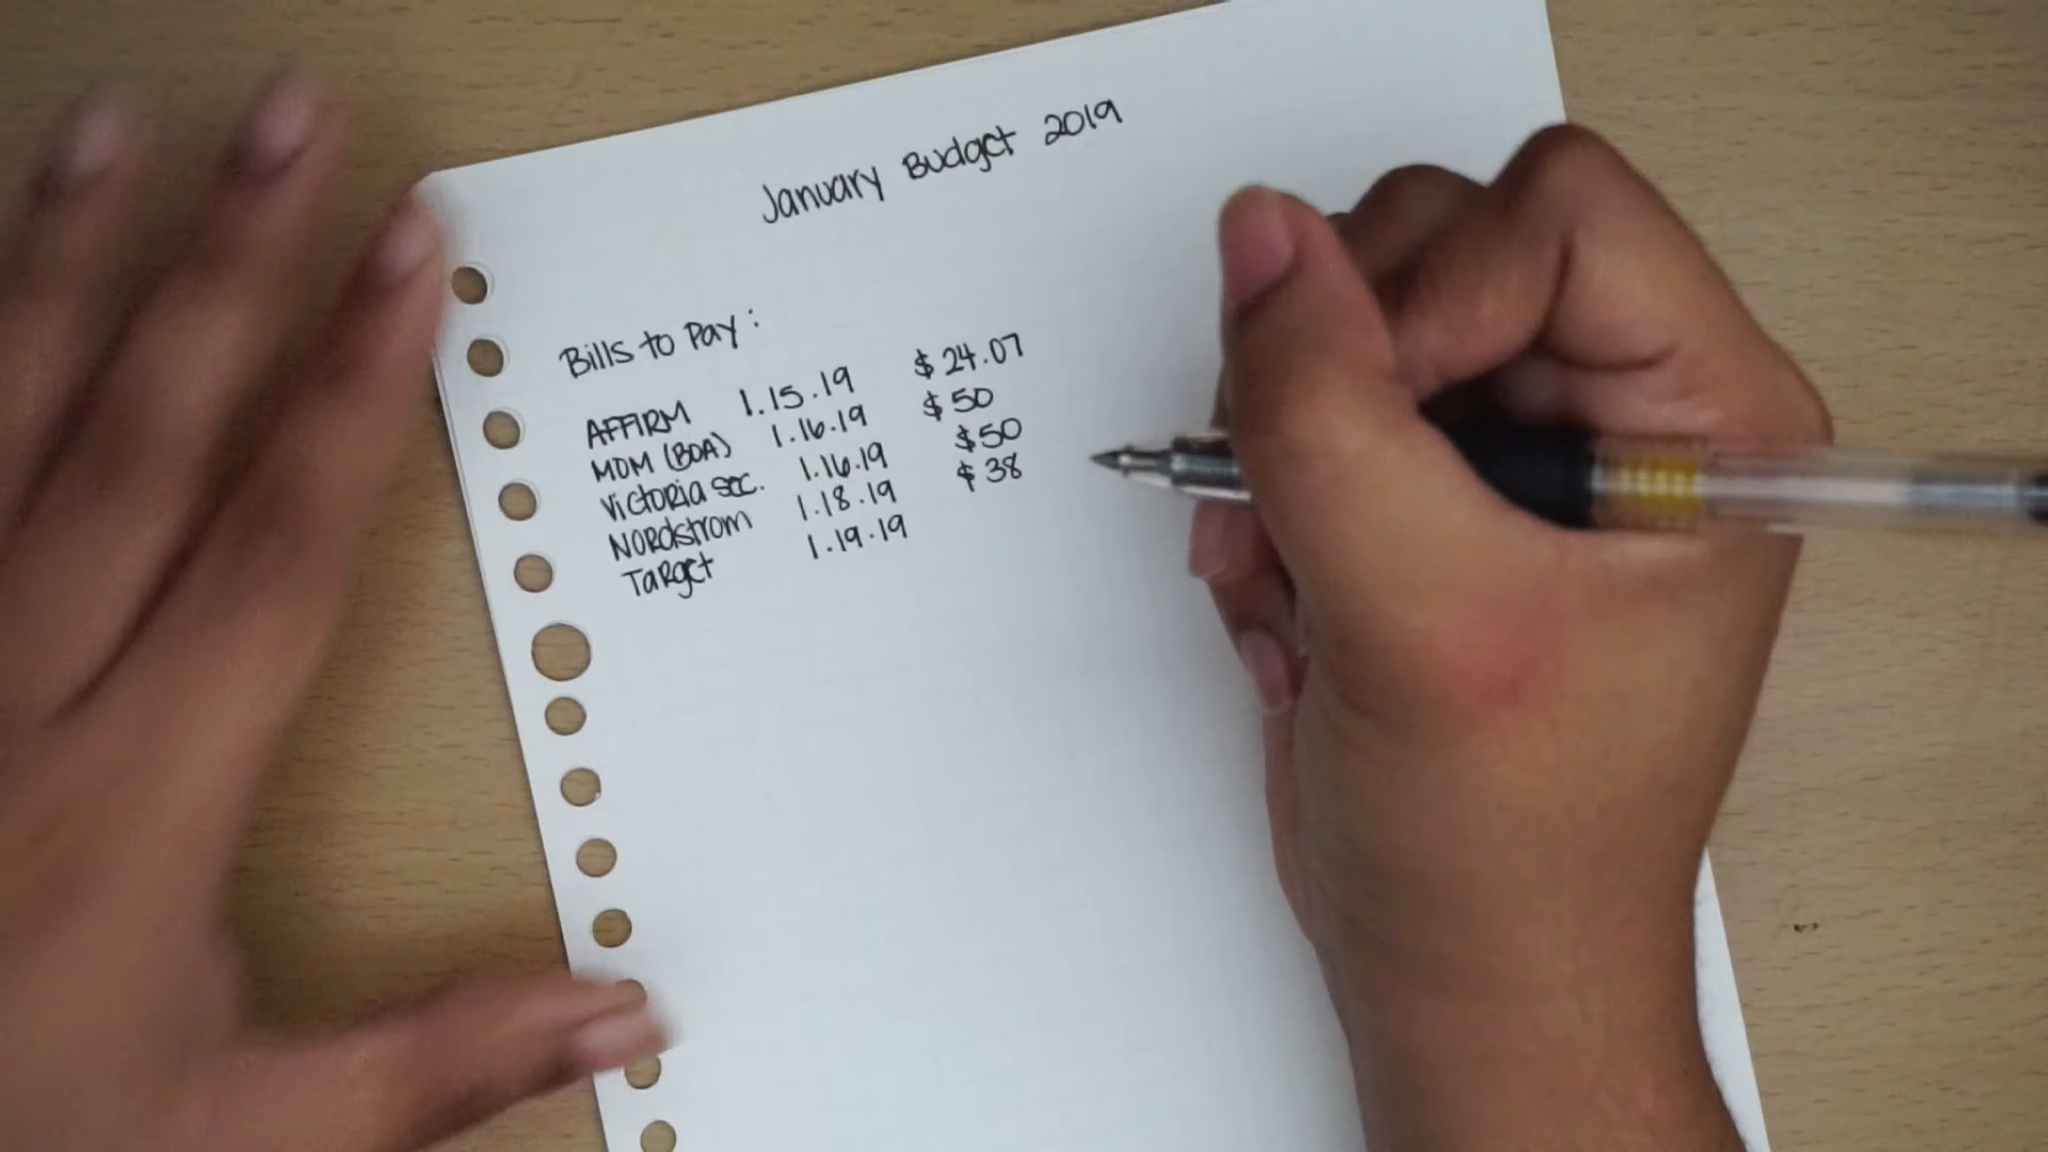 January Budget 2019
Bills to Pay:
AFFIRM 1.15.19 $24.07
MOM (BOA) 1.16.19 $50
Victoria sec. 1.16.19 $50
Nordstrom 1.18.19 $38
Target 1.19.19